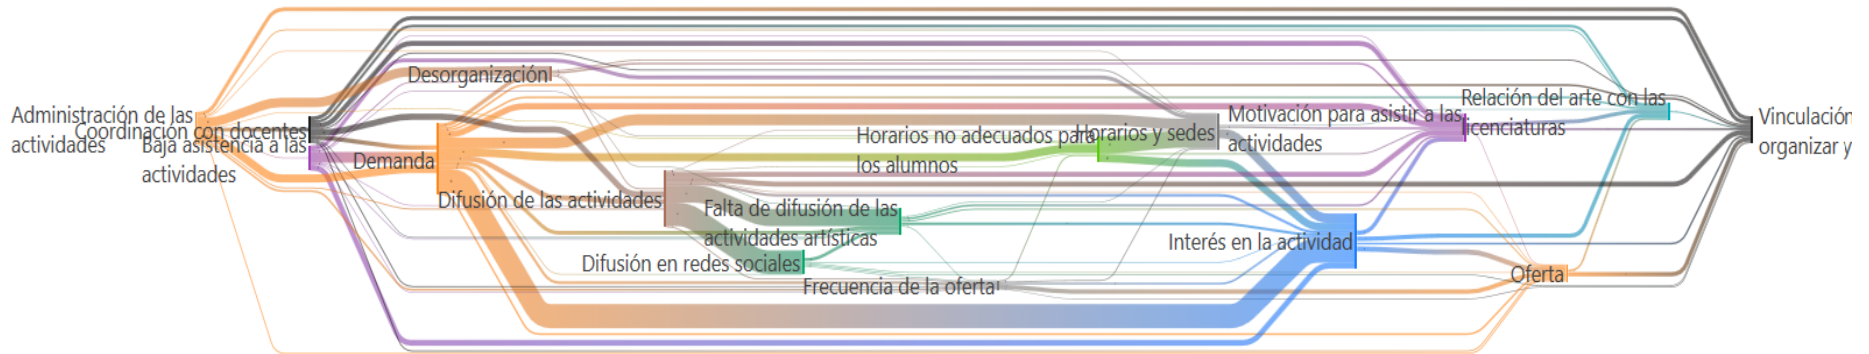 Administración de las
actividades
Coordinación con docentes
Baja asistencia a las
actividades
Desorganización
Demanda
Difusión de las actividades
Falta de difusión de las
actividades artísticas
Difusión en redes sociales
Frecuencia de la oferta
Horarios no adecuados para
los alumnos
Horarios y sedes
Motivación para asistir a las
actividades
Interés en la actividad
Relación del arte con las
licenciaturas
Oferta
Vinculación
organizar y